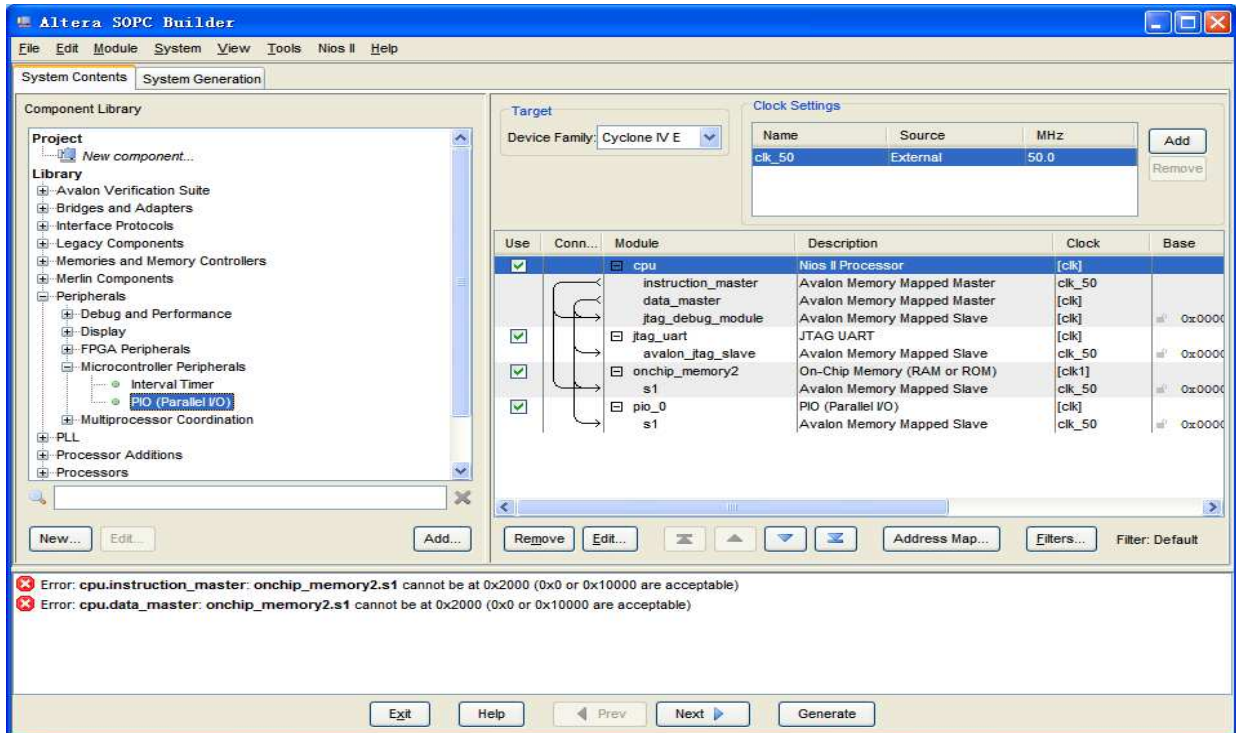 Altera SOPC Builder
File Edit Module System View Tools Nios II Help
System Contents System Generation
Component Library
Project
New component...
Library
Avalon Verification Suite
Bridges and Adapters
Interface Protocols
Legacy Components
Memories and Memory Controllers
Merlin Components
Peripherals
Debug and Performance
Display
FPGA Peripherals
Microcontroller Peripherals
Interval Timer
PIO (Parallel I/O)
Multiprocessor Coordination
PLL
Processor Additions
Processors
New... Edit... Add...
Target
Device Family: Cyclone IV E
Clock Settings
Name Source MHz
clk_50 External 50.0
Add
Remove
Use Conn... Module Description Clock Base
cpu Nios II Processor [clk]
instruction_master Avalon Memory Mapped Master clk_50
data_master Avalon Memory Mapped Master [clk]
jtag_debug_module Avalon Memory Mapped Slave [clk] 0x0000
jtag_uart JTAG UART [clk]
avalon_jtag_slave Avalon Memory Mapped Slave clk_50 0x0000
onchip_memory2 On-Chip Memory (RAM or ROM) [clk1]
s1 Avalon Memory Mapped Slave clk_50 0x0000
pio_0 PIO (Parallel I/O) [clk]
s1 Avalon Memory Mapped Slave clk_50 0x0000
Remove Edit... Address Map... Filters... Filter: Default
Error: cpu.instruction_master: onchip_memory2.s1 cannot be at 0x2000 (0x0 or 0x10000 are acceptable)
Error: cpu.data_master: onchip_memory2.s1 cannot be at 0x2000 (0x0 or 0x10000 are acceptable)
Exit Help Prev Next Generate